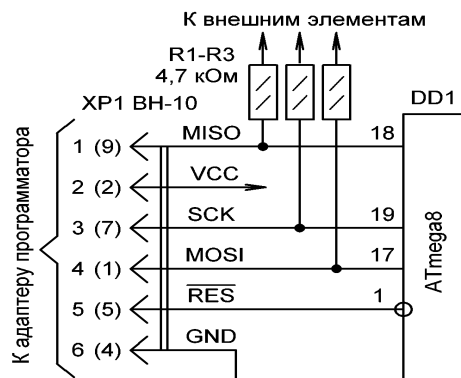 К внешним элементам
R1-R3
4,7 кОм
XP1 BH-10
DD1
К адаптеру программатора
1 (9)
MISO
18
2 (2)
VCC
3 (7)
SCK
19
4 (1)
MOSI
17
5 (5)
RES
1
6 (4)
GND
ATmega8